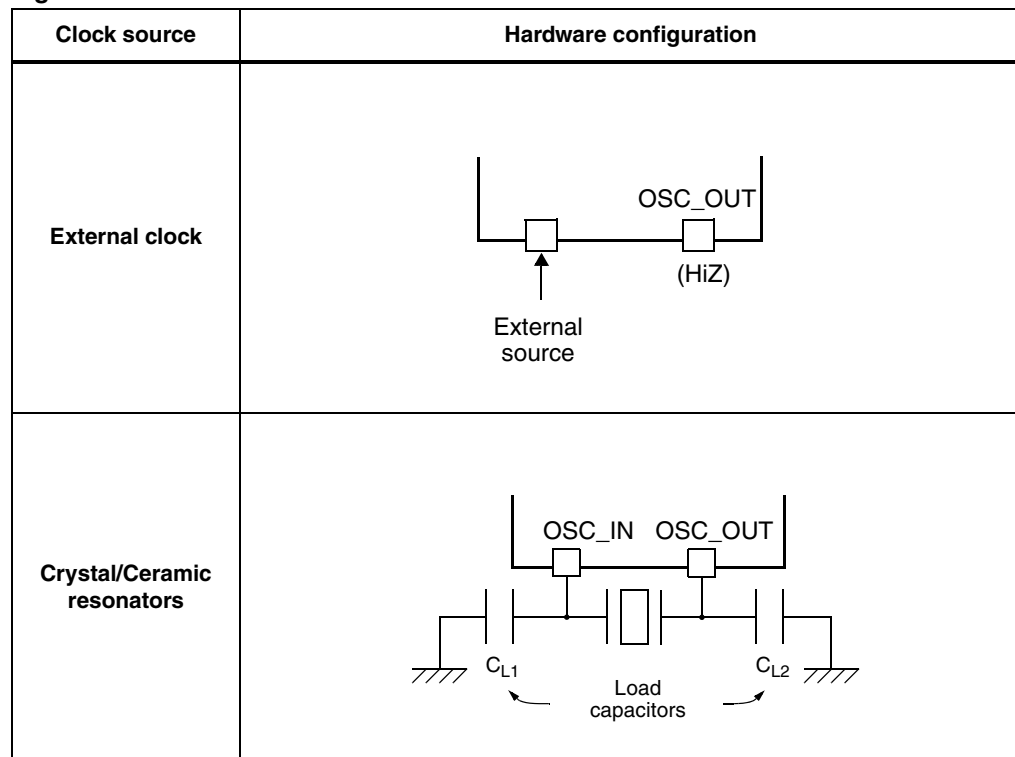 Clock source
Hardware configuration
External clock
OSC_OUT
(HiZ)
External
source
Crystal/Ceramic
resonators
OSC_IN OSC_OUT
CL1
CL2
Load
capacitors